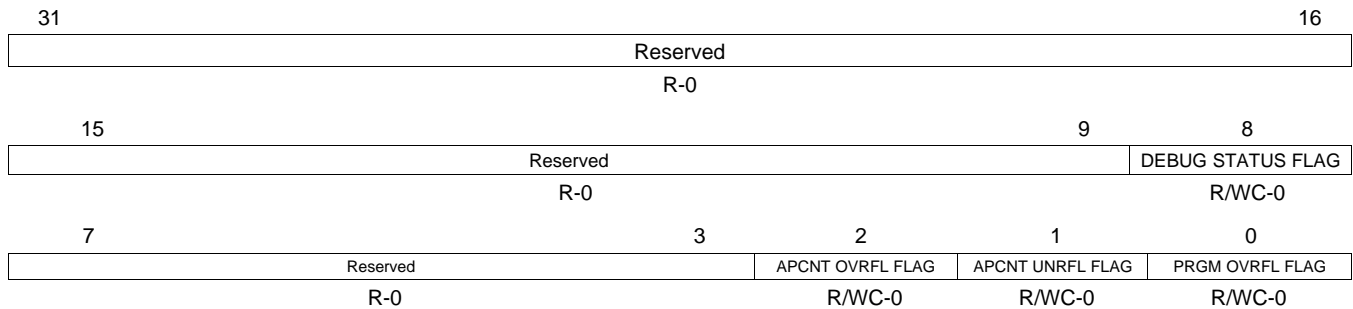 31 16
Reserved
R-0
15 9 8
Reserved DEBUG STATUS FLAG
R-0 R/WC-0
7 3 2 1 0
Reserved APCNT OVRFL FLAG APCNT UNRFL FLAG PRGM OVRFL FLAG
R-0 R/WC-0 R/WC-0 R/WC-0